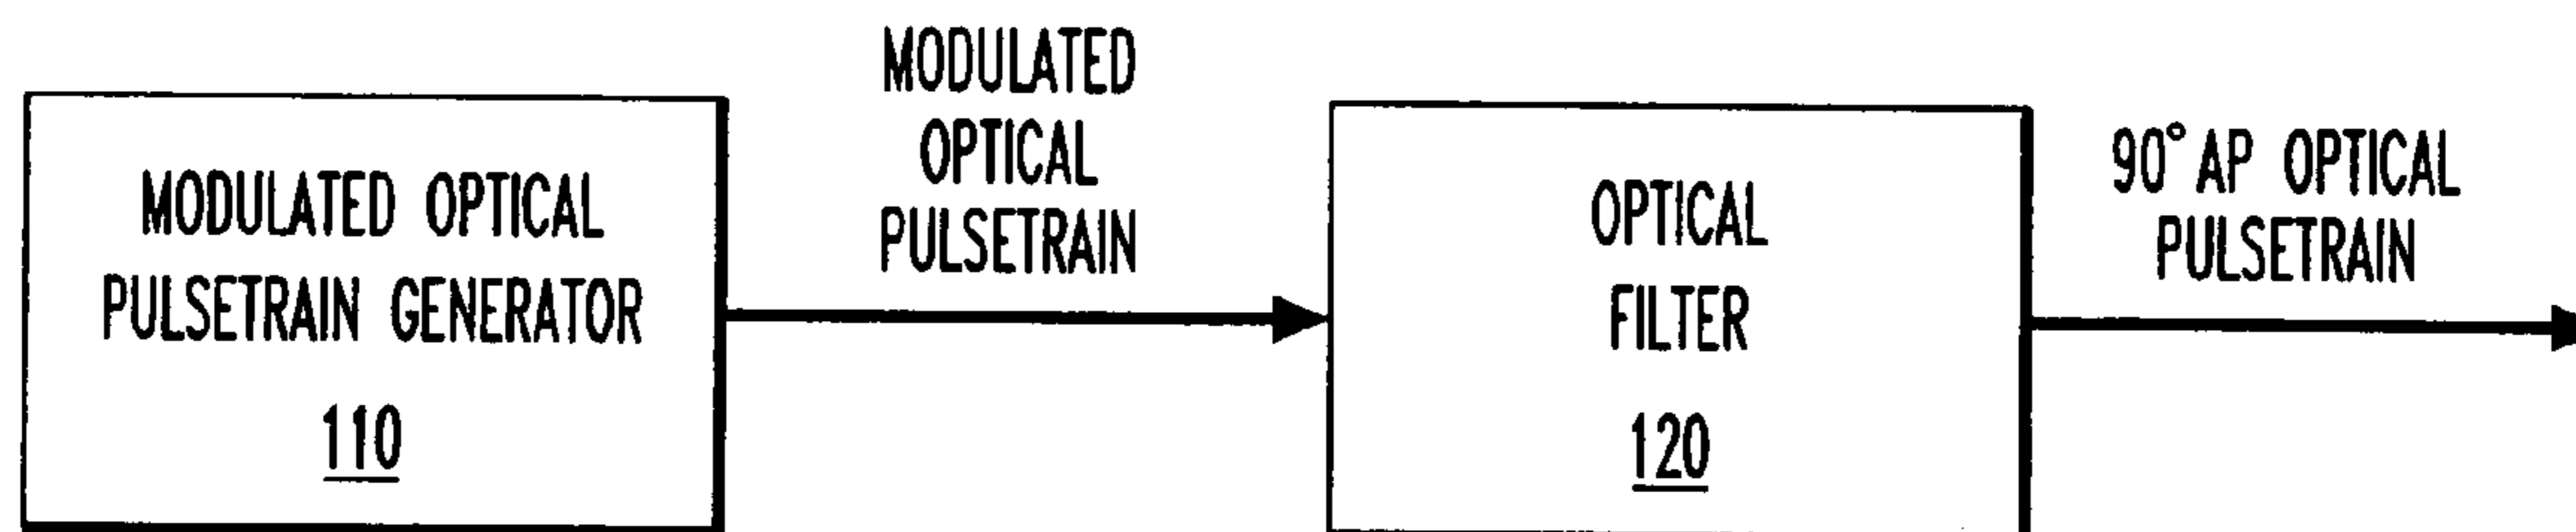 MODULATED OPTICAL
PULSETRAIN GENERATOR
110
MODULATED
OPTICAL
PULSETRAIN
OPTICAL
FILTER
120
90° AP OPTICAL
PULSETRAIN